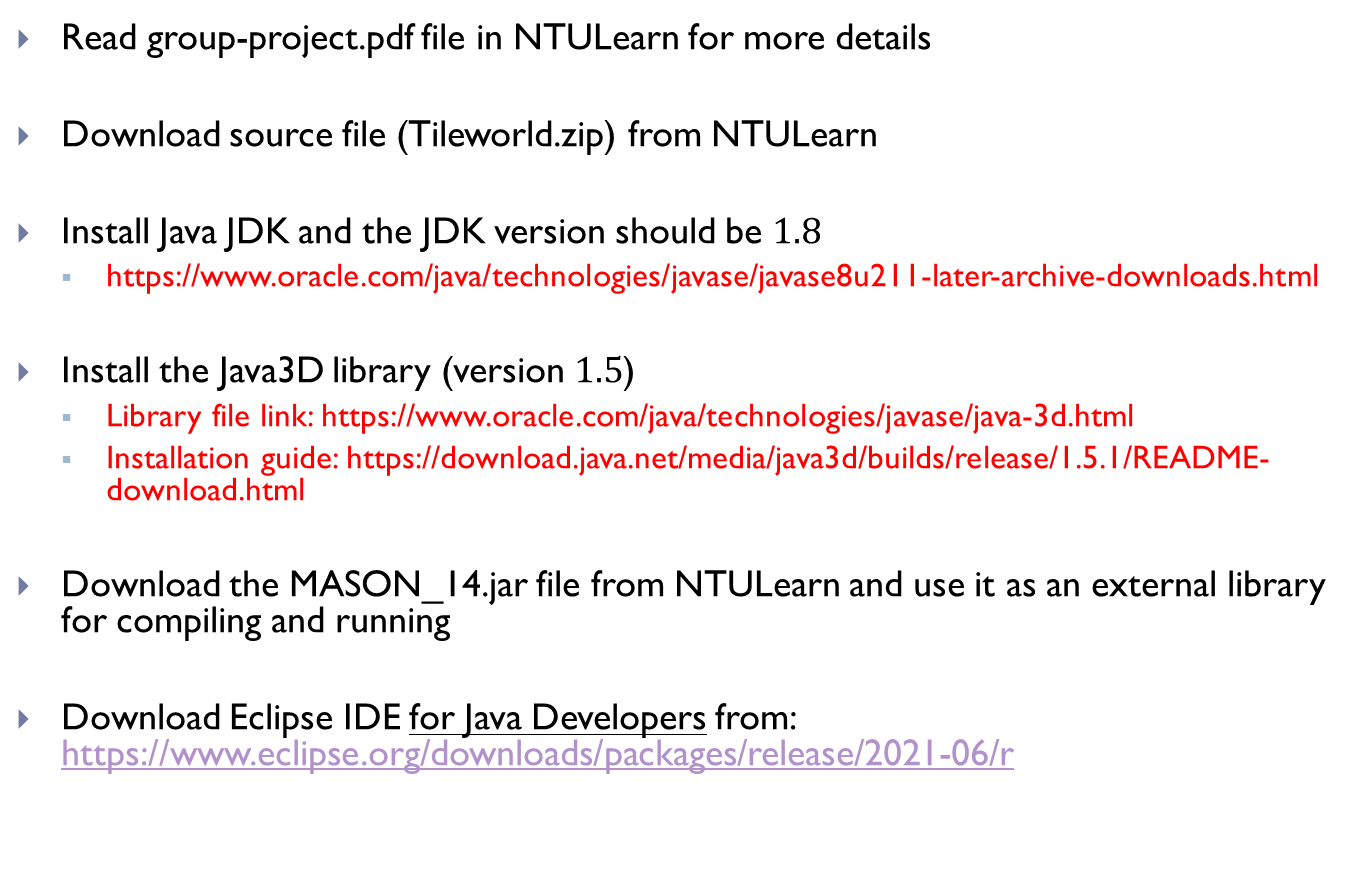 Read group-project.pdf file in NTULearn for more details
Download source file (Tileworld.zip) from NTULearn
Install Java JDK and the JDK version should be 1.8
https://www.oracle.com/java/technologies/javase/javase8u211-later-archive-downloads.html
Install the Java3D library (version 1.5)
Library file link: https://www.oracle.com/java/technologies/javase/java-3d.html
Installation guide: https://download.java.net/media/java3d/builds/release/1.5.1/README-
download.html
Download the MASON_14.jar file from NTULearn and use it as an external library
for compiling and running
Download Eclipse IDE for Java Developers from:
https://www.eclipse.org/downloads/packages/release/2021-06/r